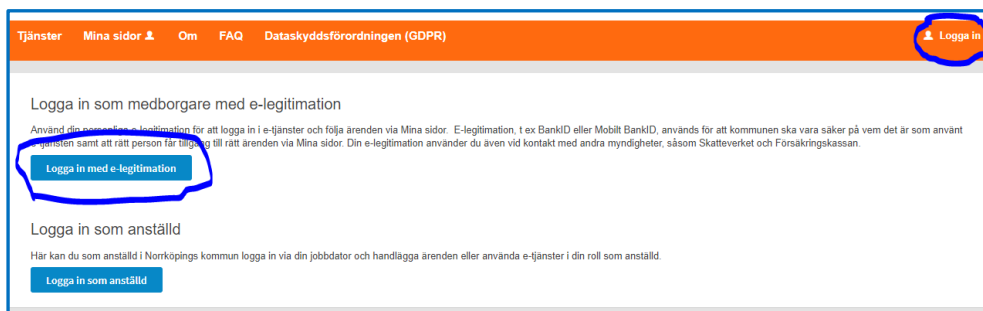 Tjänster Mina sidor Om FAQ Dataskyddsförordningen (GDPR) Logga in
Logga in som medborgare med e-legitimation
Använd din personliga e-legitimation för att logga in i e-tjänster och följa ärenden via Mina sidor. E-legitimation, t ex BankID eller Mobilt BankID, används för att kommunen ska vara säker på vem det är som använt
e-tjänsten samt att rätt person får tillgång till rätt ärenden via Mina sidor. Din e-legitimation använder du även vid kontakt med andra myndigheter, såsom Skatteverket och Försäkringskassan.
Logga in med e-legitimation
Logga in som anställd
Här kan du som anställd i Norrköpings kommun logga in via din jobbdator och handlägga ärenden eller använda e-tjänster i din roll som anställd.
Logga in som anställd